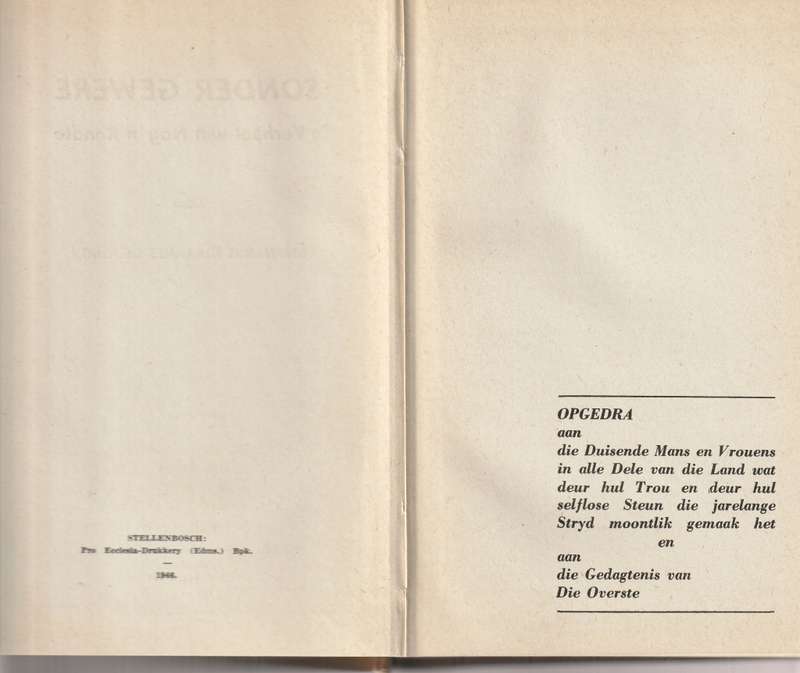 STELLENBOSCH:
Pro Ecclesia-Drukkery (Edms.) Bpk.
—
1946.
OPGEDRA
aan
die Duisende Mans en Vrouens
in alle Dele van die Land wat
deur hul Trou en deur hul
selflose Steun die jarelange
Stryd moontlik gemaak het
en
aan
die Gedagtenis van
Die Overste